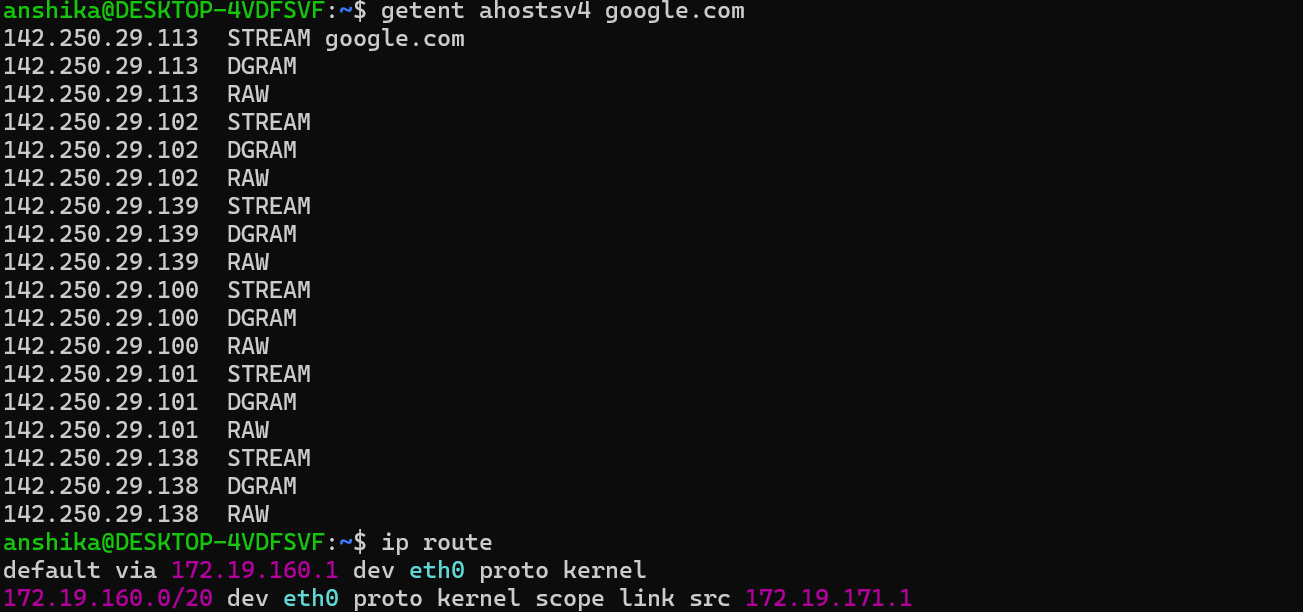 anshika@DESKTOP-4VDFSVF:~$ getent ahostsv4 google.com
142.250.29.113  STREAM google.com
142.250.29.113  DGRAM
142.250.29.113  RAW
142.250.29.102  STREAM
142.250.29.102  DGRAM
142.250.29.102  RAW
142.250.29.139  STREAM
142.250.29.139  DGRAM
142.250.29.139  RAW
142.250.29.100  STREAM
142.250.29.100  DGRAM
142.250.29.100  RAW
142.250.29.101  STREAM
142.250.29.101  DGRAM
142.250.29.101  RAW
142.250.29.138  STREAM
142.250.29.138  DGRAM
142.250.29.138  RAW
anshika@DESKTOP-4VDFSVF:~$ ip route
default via 172.19.160.1 dev eth0 proto kernel
172.19.160.0/20 dev eth0 proto kernel scope link src 172.19.171.1